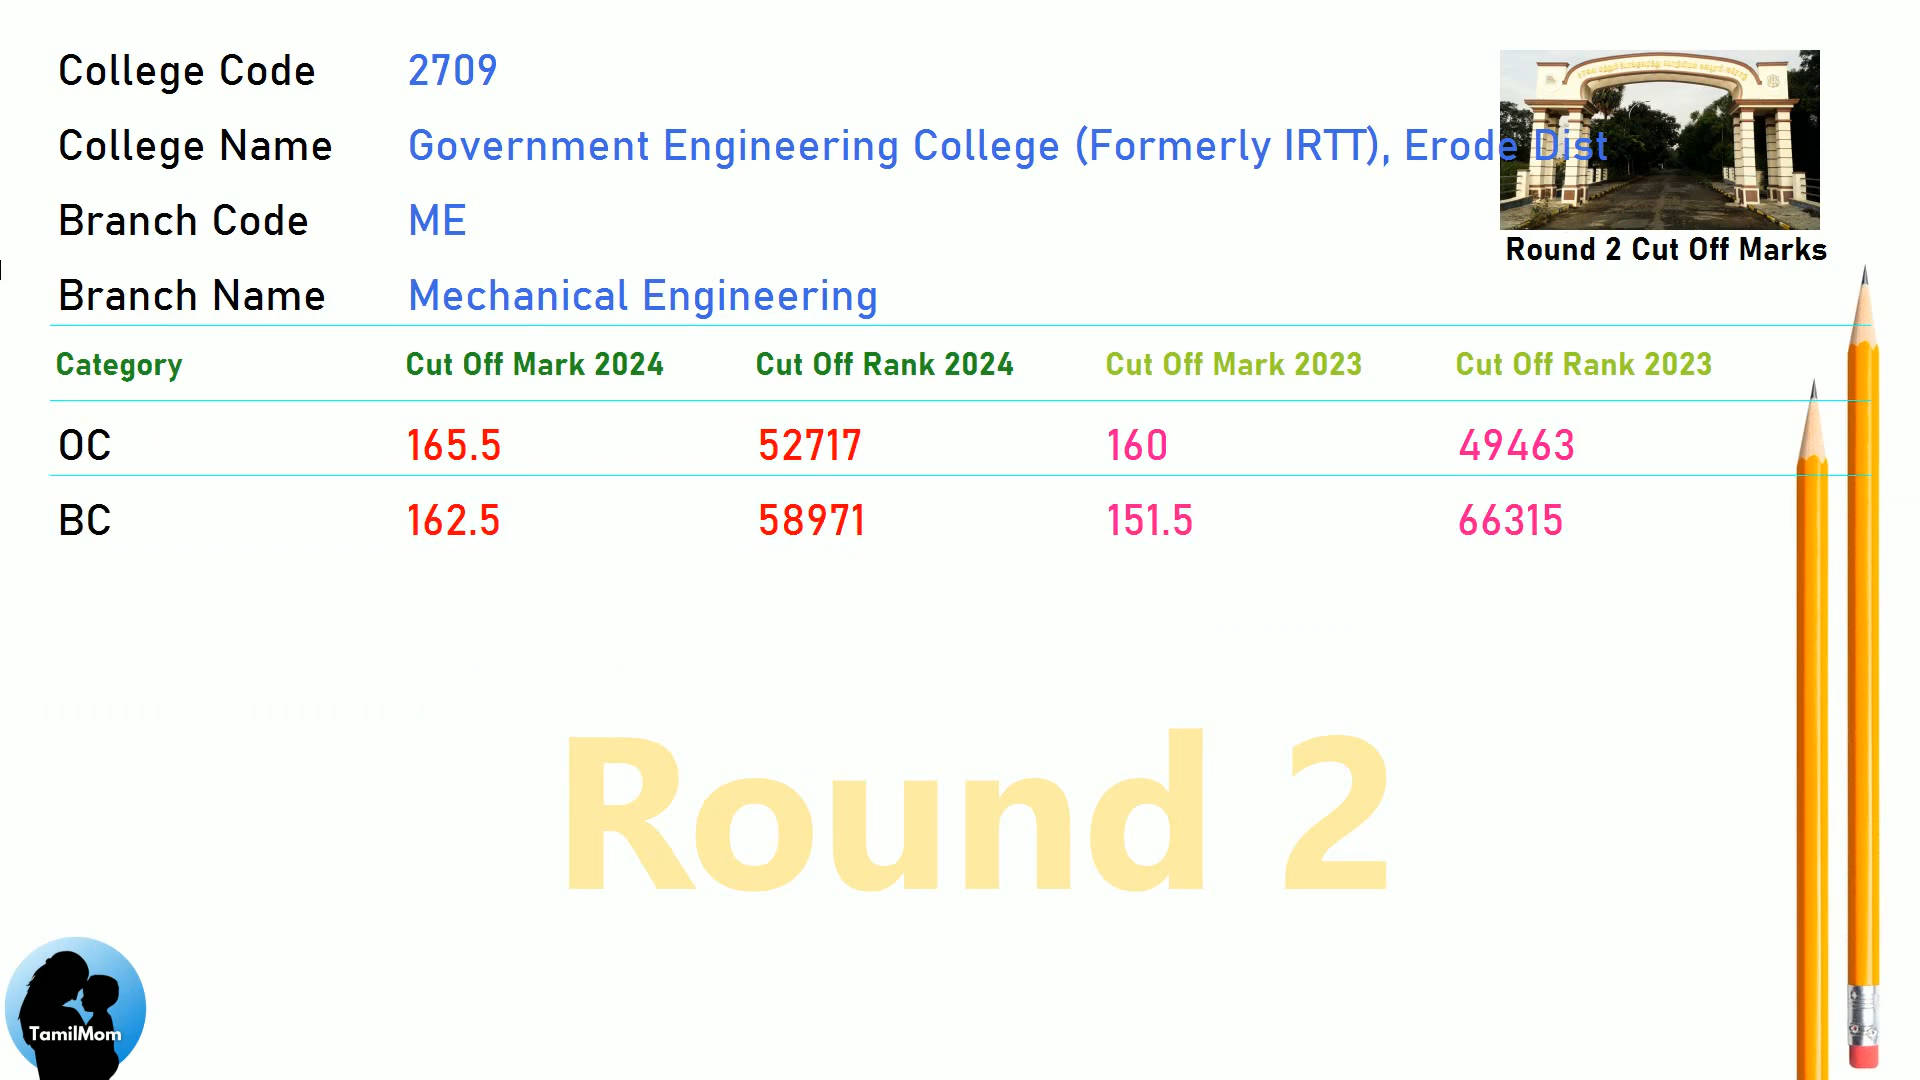 College Code 2709
College Name Government Engineering College (Formerly IRTT), Erode Dist
Branch Code ME
Round 2 Cut Off Marks
Branch Name Mechanical Engineering
Category Cut Off Mark 2024 Cut Off Rank 2024 Cut Off Mark 2023 Cut Off Rank 2023
OC 165.5 52717 160 49463
BC 162.5 58971 151.5 66315
Round 2
TamilMom